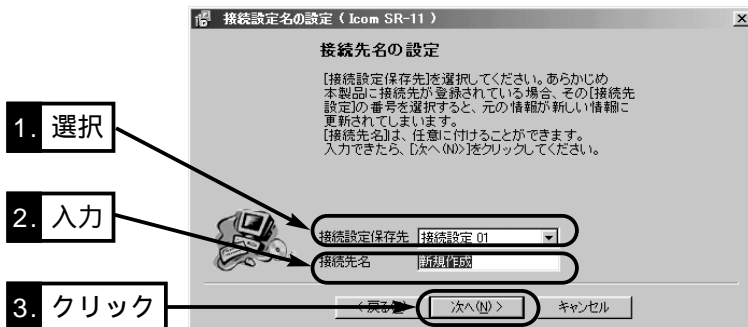 接続設定名の設定（Icom SR-11）
接続先名の設定
[接続設定保存先]を選択してください。あらかじめ
本製品に接続先が登録されている場合、その[接続先
設定]の番号を選択すると、元の情報が新しい情報に
更新されてしまいます。
[接続先名]は、任意に付けることができます。
入力できたら、[次へ(N)>]をクリックしてください。
1. 選択
2. 入力
接続設定保存先 接続設定 01
接続先名 新規作成
3. クリック
< 戻る 次へ(N) > キャンセル